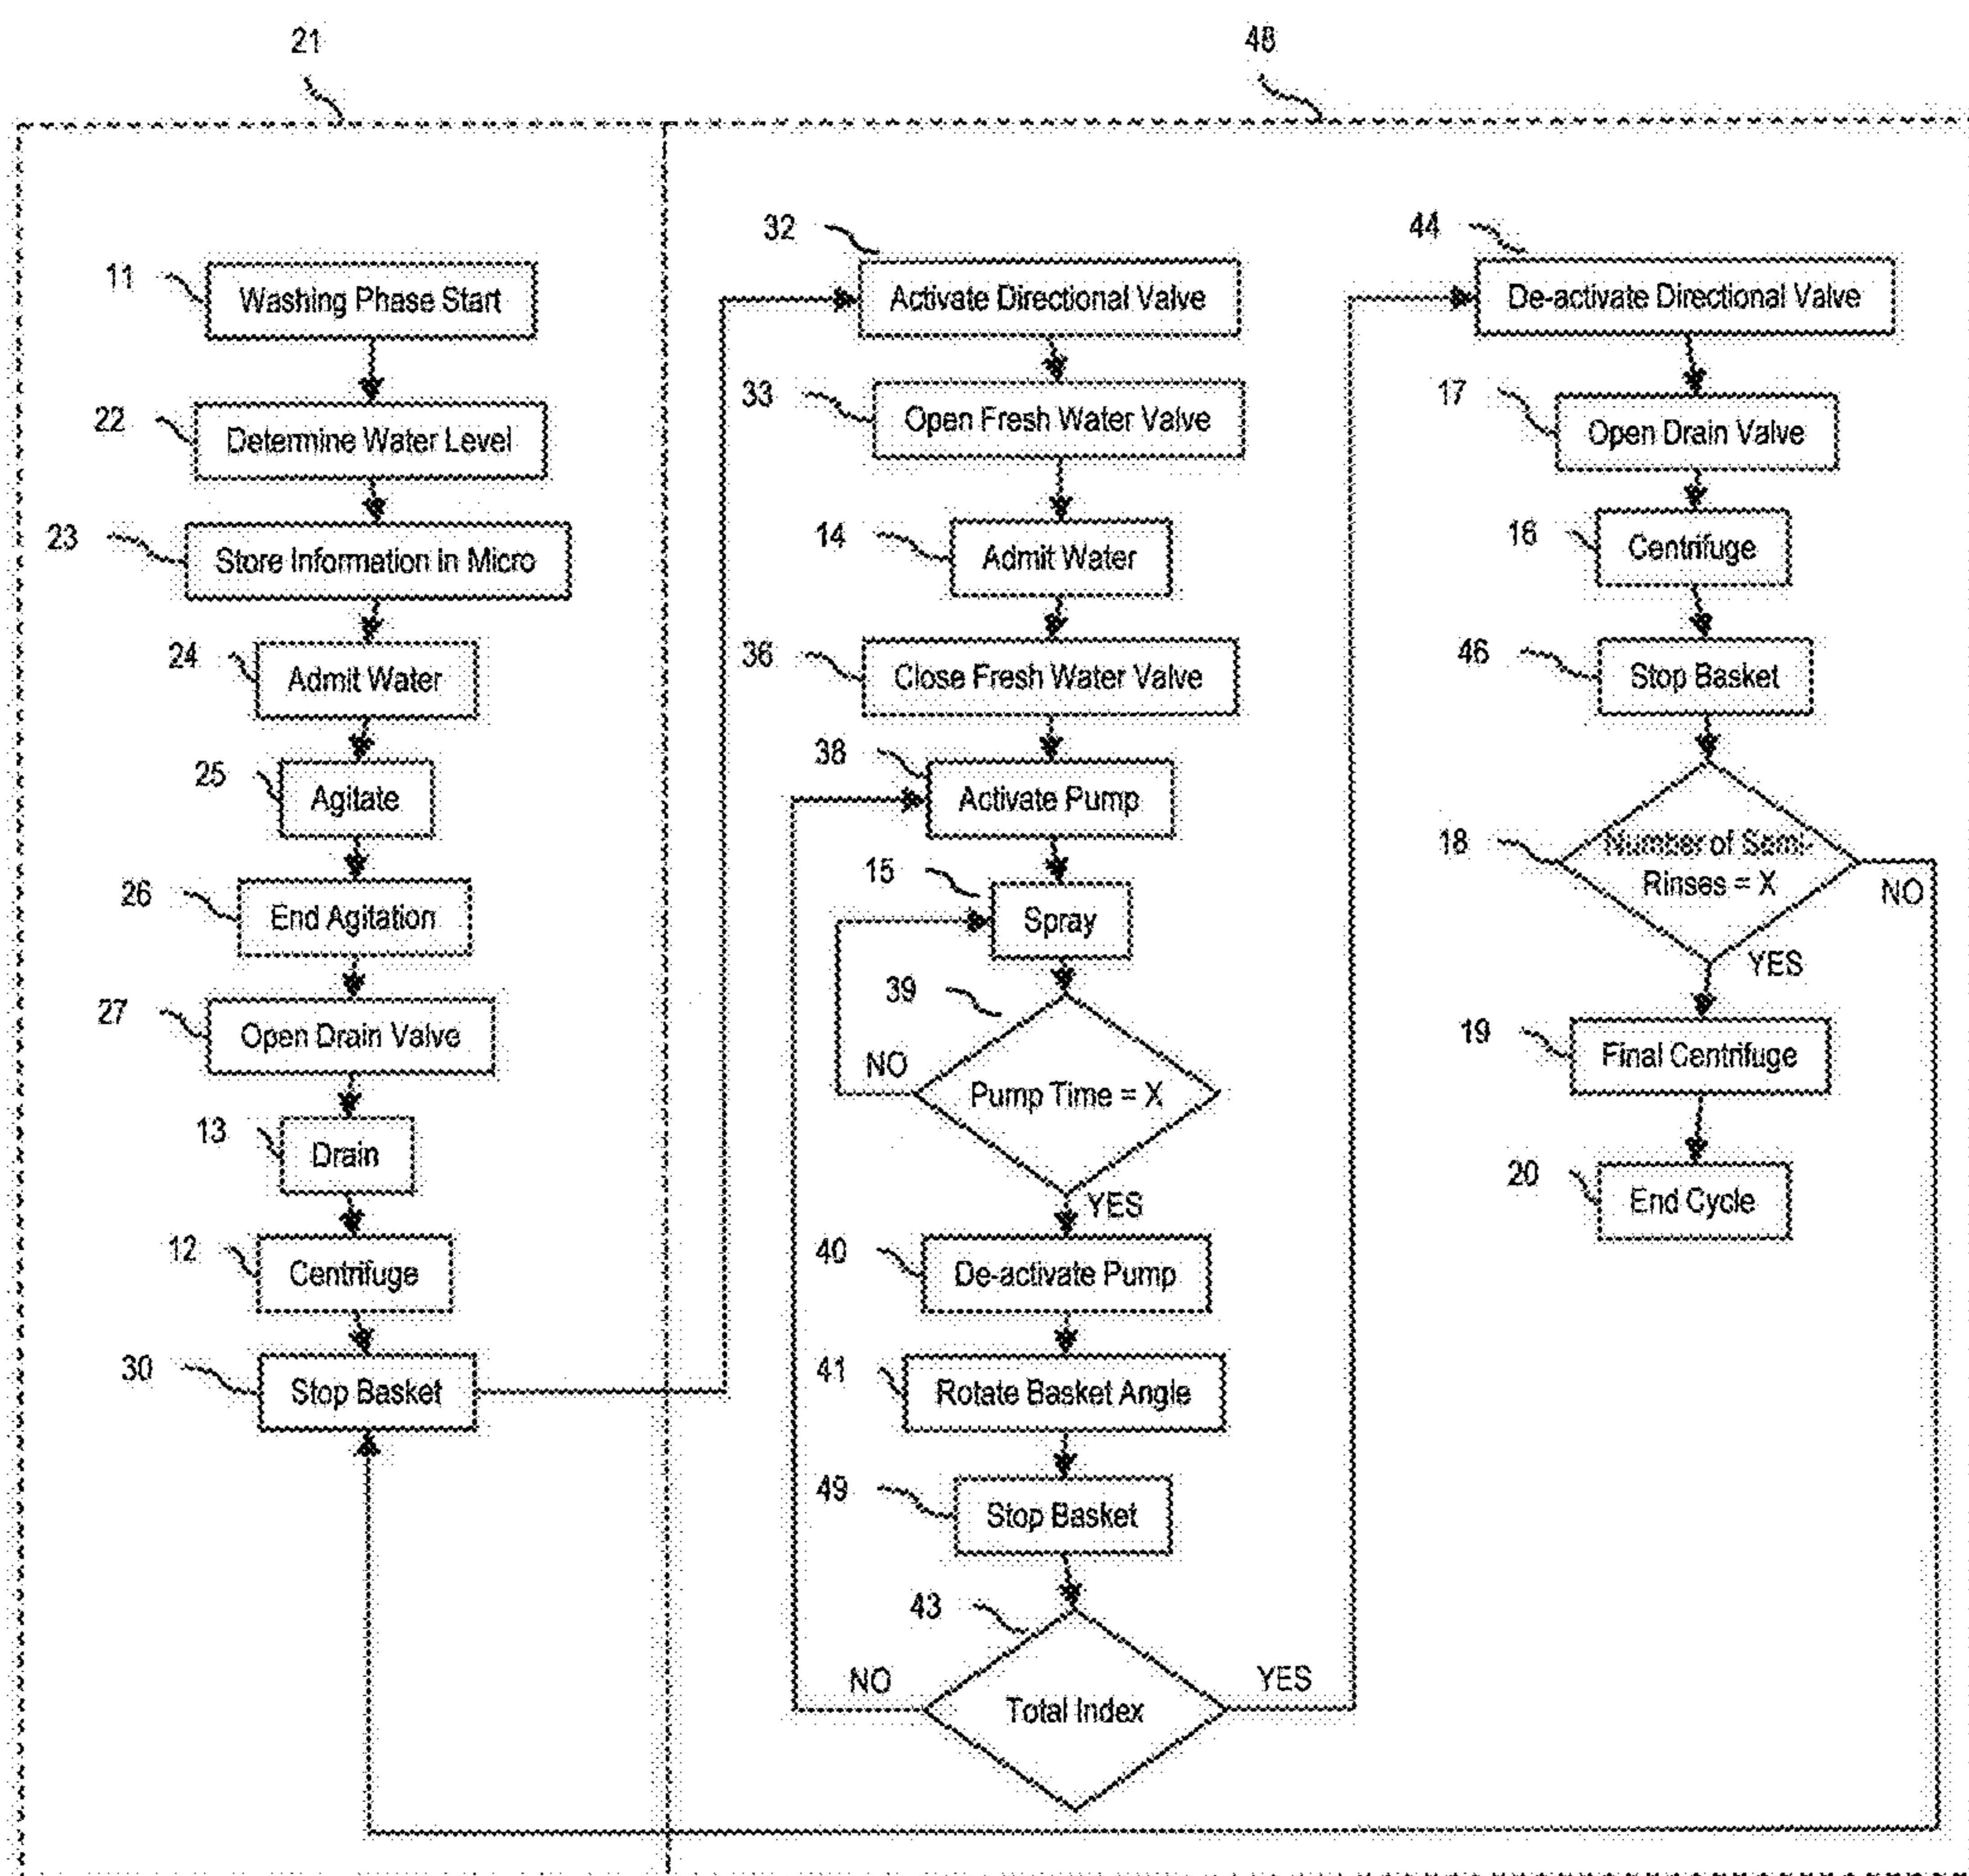 21
48
11
Washing Phase Start
22
Determine Water Level
23
Store Information in Micro
24
Admit Water
25
Agitate
26
End Agitation
27
Open Drain Valve
13
Drain
12
Centrifuge
30
Stop Basket
32
Activate Directional Valve
33
Open Fresh Water Valve
14
Admit Water
36
Close Fresh Water Valve
38
Activate Pump
15
Spray
39
NO
Pump Time = X
YES
40
De-activate Pump
41
Rotate Basket Angle
49
Stop Basket
43
NO
YES
Total Index
44
De-activate Directional Valve
17
Open Drain Valve
16
Centrifuge
46
Stop Basket
18
Number of Semi-
Rinses = X
NO
YES
19
Final Centrifuge
20
End Cycle